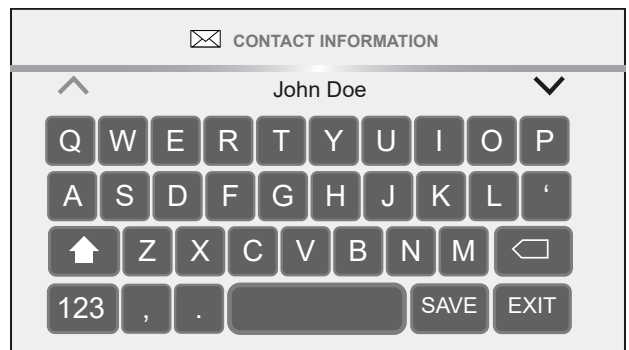 CONTACT INFORMATION
John Doe
Q W E R T Y U I O P
A S D F G H J K L ‘
Z X C V B N M
123 , . SAVE EXIT